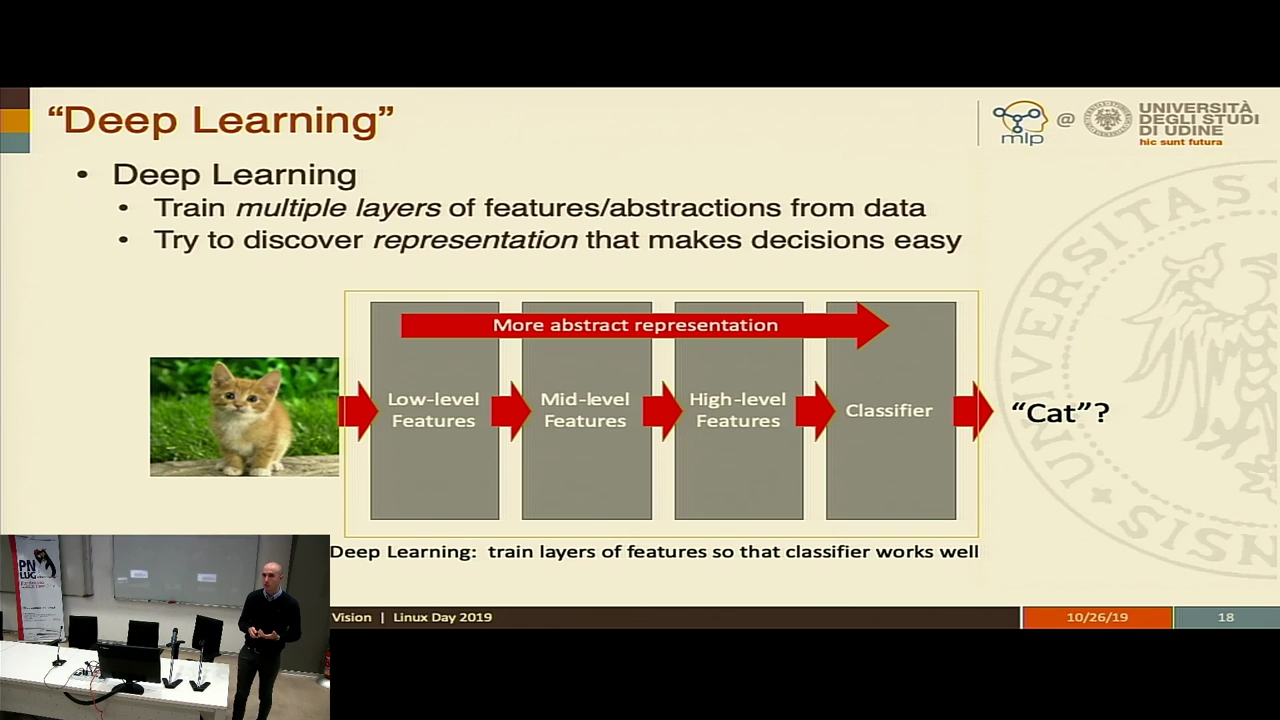 “Deep Learning”
mlp
@
UNIVERSITÀ
DEGLI STUDI
DI UDINE
hic sunt futura
• Deep Learning
• Train multiple layers of features/abstractions from data
• Try to discover representation that makes decisions easy
More abstract representation
Low-level
Features
Mid-level
Features
High-level
Features
Classifier
“Cat”?
Deep Learning: train layers of features so that classifier works well
Vision | Linux Day 2019
10/26/19
18
PN
LUG
UNIVERSITAS